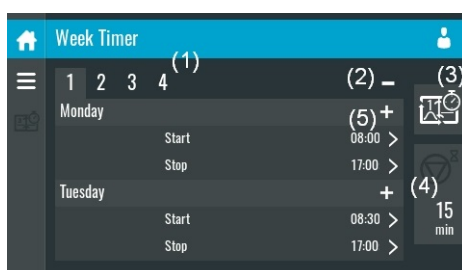 Week Timer
(1)
1 2 3 4 (2) – (3)
Monday (5) +
Start 08:00 >
Stop 17:00 >
Tuesday + (4)
Start 08:30 >
Stop 17:00 >
15
min